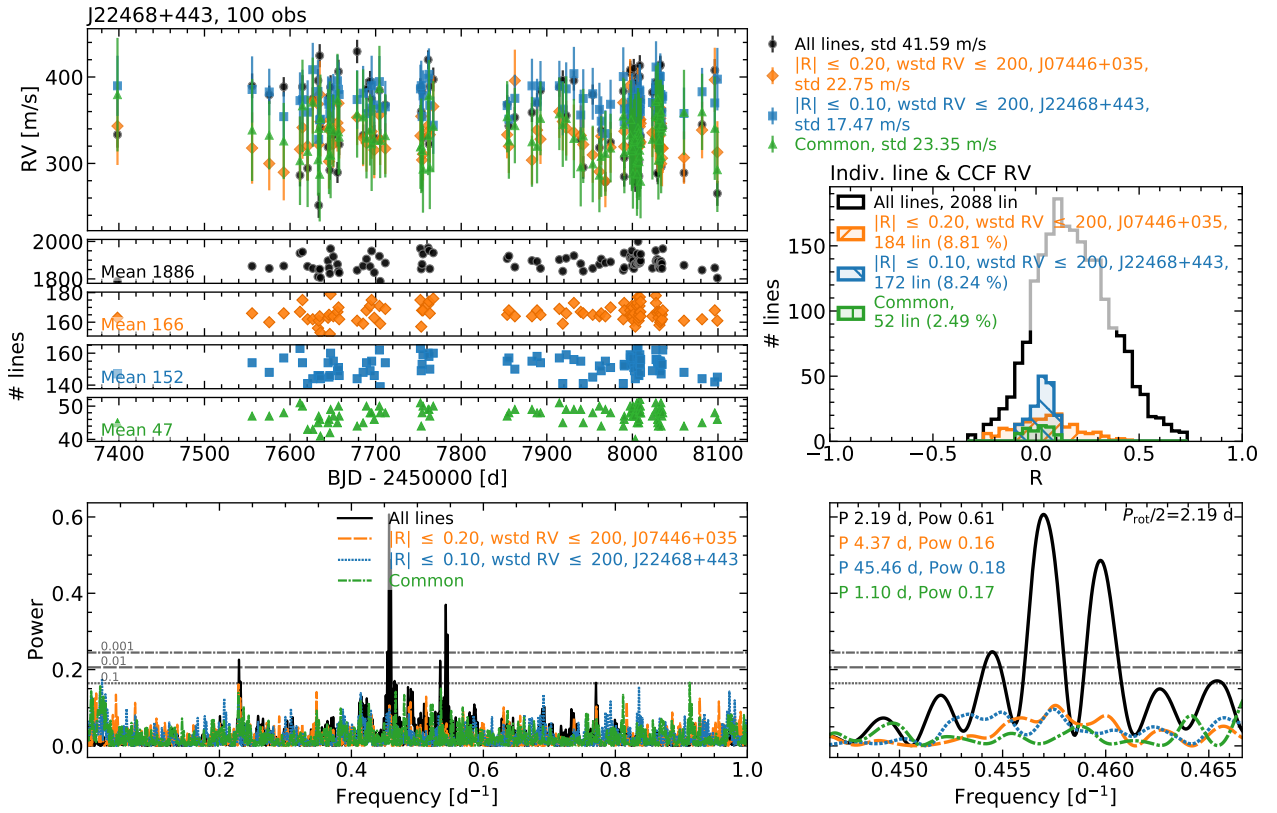 J22468+443, 100 obs
400
300
RV [m/s]
All lines, std 41.59 m/s
|R| ≤ 0.20, wstd RV ≤ 200, J07446+035,
std 22.75 m/s
|R| ≤ 0.10, wstd RV ≤ 200, J22468+443,
std 17.47 m/s
Common, std 23.35 m/s
2000
1800
Mean 1886
180
160
Mean 166
160
140
Mean 152
50
40
Mean 47
# lines
7400 7500 7600 7700 7800 7900 8000 8100
BJD - 2450000 [d]
Indiv. line & CCF RV
All lines, 2088 lin
|R| ≤ 0.20, wstd RV ≤ 200, J07446+035,
184 lin (8.81 %)
|R| ≤ 0.10, wstd RV ≤ 200, J22468+443,
172 lin (8.24 %)
Common,
52 lin (2.49 %)
150
100
50
0
# lines
−1.0 −0.5 0.0 0.5 1.0
R
All lines
|R| ≤ 0.20, wstd RV ≤ 200, J07446+035
|R| ≤ 0.10, wstd RV ≤ 200, J22468+443
Common
0.6
0.4
0.2
0.0
Power
0.001
0.01
0.1
0.2 0.4 0.6 0.8 1.0
Frequency [d⁻¹]
P 2.19 d, Pow 0.61
P 4.37 d, Pow 0.16
P 45.46 d, Pow 0.18
P 1.10 d, Pow 0.17
P_rot/2=2.19 d
0.450 0.455 0.460 0.465
Frequency [d⁻¹]